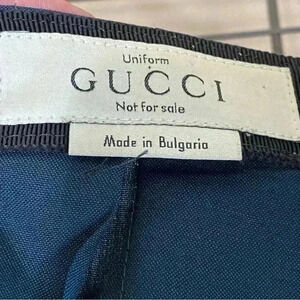 Uniform
GUCCI
Not for sale
Made in Bulgaria